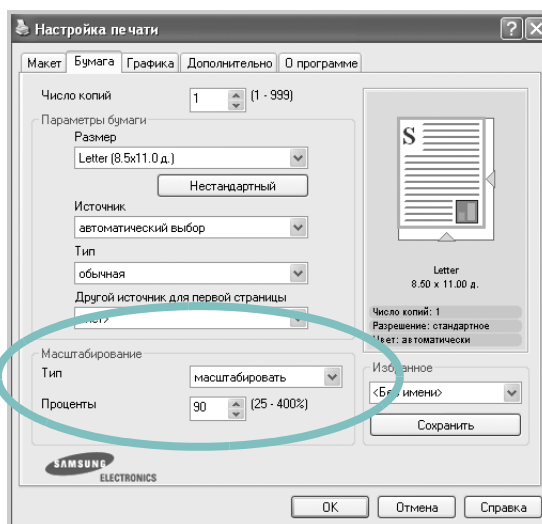 Настройка печати
Макет Бумага Графика Дополнительно О программе
Число копий 1 (1 - 999)
Параметры бумаги
Размер
Letter (8.5x11.0 д.)
Нестандартный
Источник
автоматический выбор
Тип
обычная
Другой источник для первой страницы
S
Letter
8.50 x 11.00 д.
Число копий: 1
Разрешение: стандартное
Цвет: автоматически
Масштабирование
Тип масштабировать
Проценты 90 (25 - 400%)
Избранное
<Без имени>
Сохранить
SAMSUNG
ELECTRONICS
OK Отмена Справка